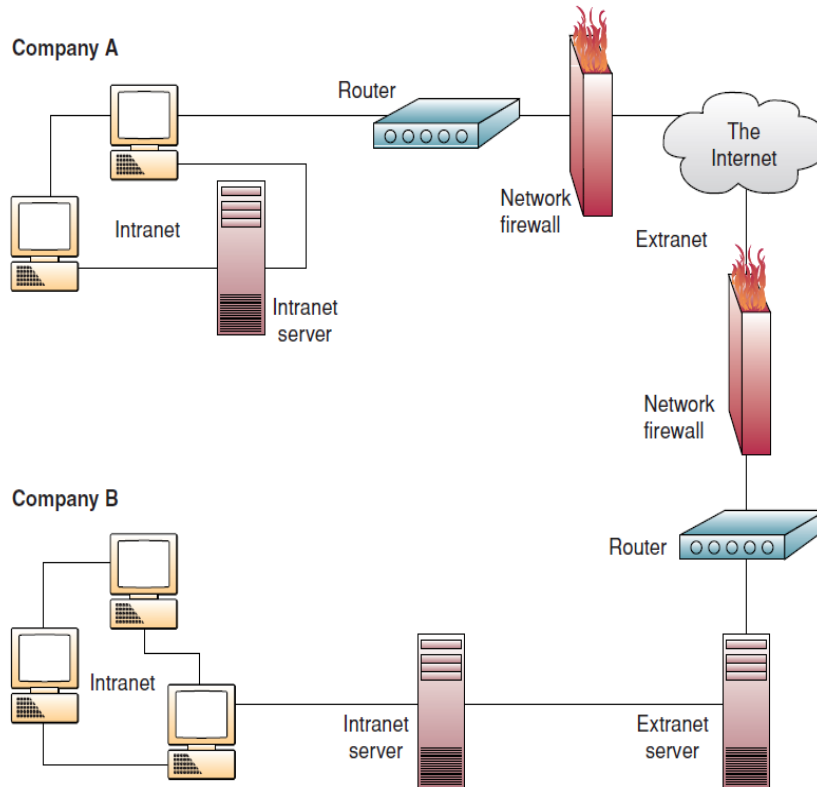 Company A
Router
The
Internet
Network
firewall
Intranet
Extranet
Intranet
server
Network
firewall
Company B
Router
Intranet
Intranet
server
Extranet
server